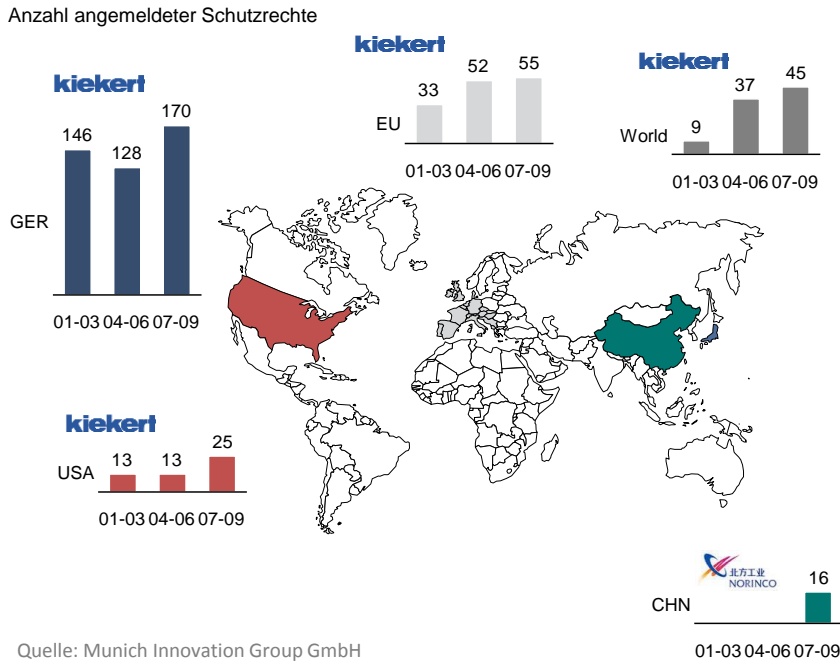 Anzahl angemeldeter Schutzrechte
kiekert
GER
146
128
170
01-03 04-06 07-09
kiekert
EU
33
52
55
01-03 04-06 07-09
kiekert
World
9
37
45
01-03 04-06 07-09
kiekert
USA
13
13
25
01-03 04-06 07-09
北方工业
NORINCO
CHN
16
01-03 04-06 07-09
Quelle: Munich Innovation Group GmbH